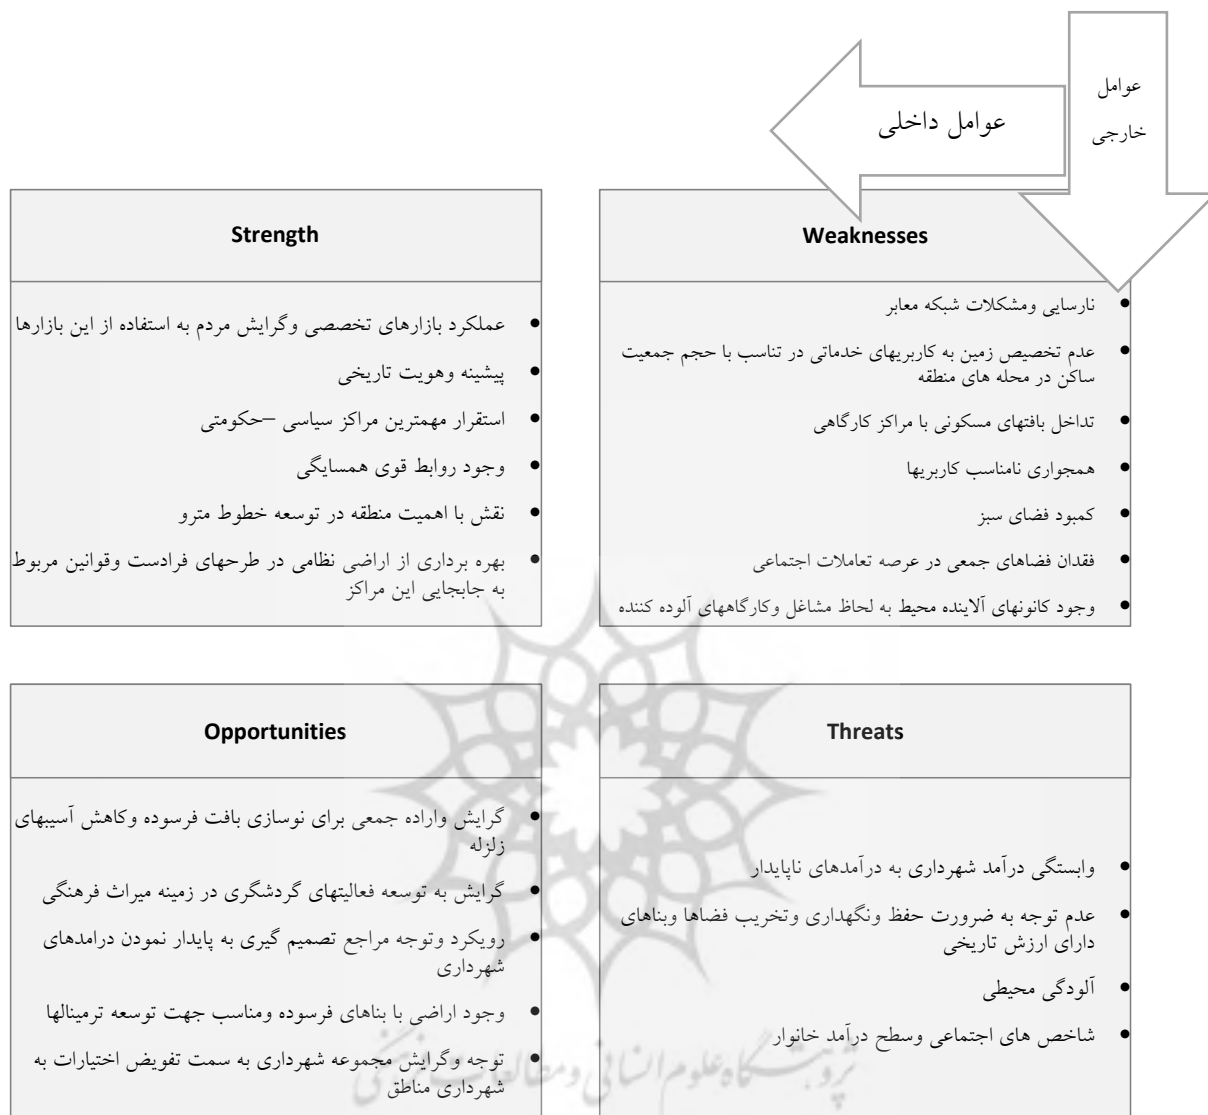 عوامل
خارجی
عوامل داخلی
Strength
عملکرد بازارهای تخصصی وگرایش مردم به استفاده از این بازارها
پیشینه وهویت تاریخی
استقرار مهمترین مراکز سیاسی –حکومتی
وجود روابط قوی همسایگی
نقش با اهمیت منطقه در توسعه خطوط مترو
بهره برداری از اراضی نظامی در طرحهای فرادست وقوانین مربوط
به جابجایی این مراکز
Weaknesses
نارسایی ومشکلات شبکه معابر
عدم تخصیص زمین به کاربریهای خدماتی در تناسب با حجم جمعیت
ساکن در محله های منطقه
تداخل بافتهای مسکونی با مراکز کارگاهی
همجواری نامناسب کاربریها
کمبود فضای سبز
فقدان فضاهای جمعی در عرصه تعاملات اجتماعی
وجود کانونهای آلاینده محیط به لحاظ مشاغل وکارگاههای آلوده کننده
Opportunities
گرایش واراده جمعی برای نوسازی بافت فرسوده وکاهش آسیبهای
زلزله
گرایش به توسعه فعالیتهای گردشگری در زمینه میراث فرهنگی
رویکرد وتوجه مراجع تصمیم گیری به پایدار نمودن درامدهای
شهرداری
وجود اراضی با بناهای فرسوده ومناسب جهت توسعه ترمینالها
توجه وگرایش مجموعه شهرداری به سمت تفویض اختیارات به
شهرداری مناطق
Threats
وابستگی درآمد شهرداری به درآمدهای ناپایدار
عدم توجه به ضرورت حفظ ونگهداری وتخریب فضاها وبناهای
دارای ارزش تاریخی
آلودگی محیطی
شاخص های اجتماعی وسطح درآمد خانوار
پژوهشگاه علوم انسانی ومطالعات فرهنگی